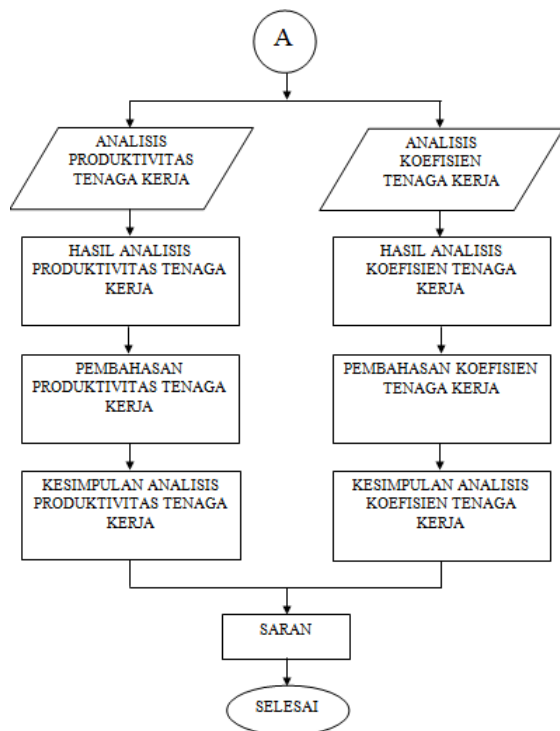 A
ANALISIS
PRODUKTIVITAS
TENAGA KERJA
ANALISIS
KOEFISIEN
TENAGA KERJA
HASIL ANALISIS
PRODUKTIVITAS TENAGA
KERJA
HASIL ANALISIS
KOEFISIEN TENAGA
KERJA
PEMBAHASAN
PRODUKTIVITAS TENAGA
KERJA
PEMBAHASAN KOEFISIEN
TENAGA KERJA
KESIMPULAN ANALISIS
PRODUKTIVITAS TENAGA
KERJA
KESIMPULAN ANALISIS
KOEFISIEN TENAGA
KERJA
SARAN
SELESAI